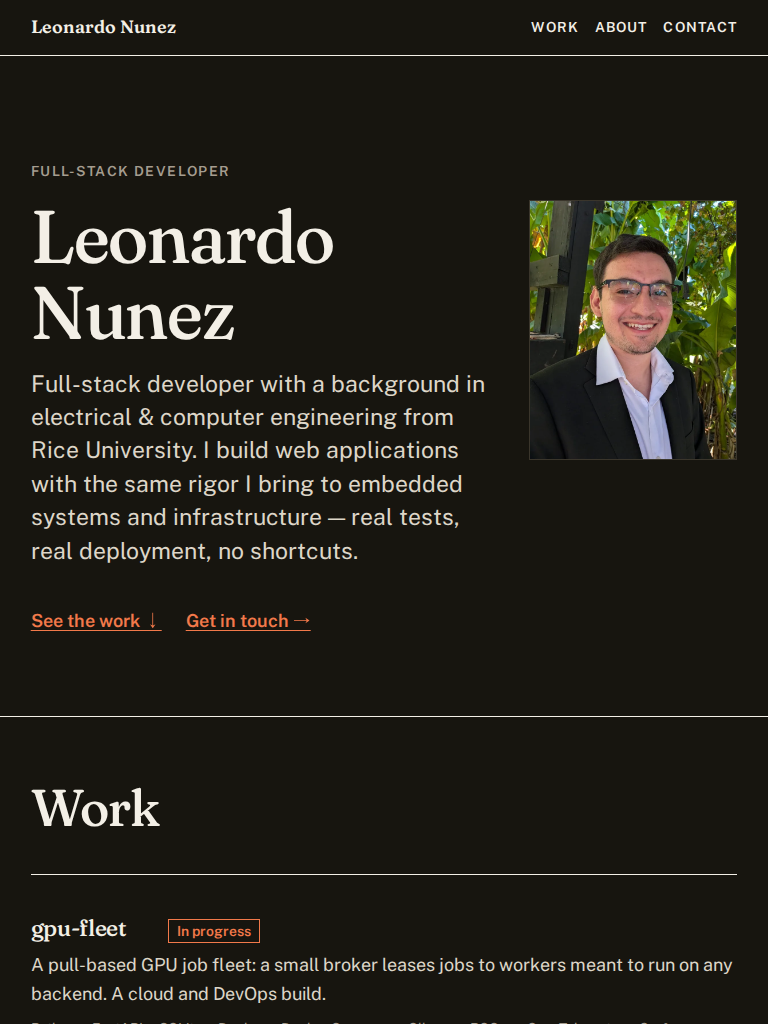 Leonardo Nunez
WORK ABOUT CONTACT
FULL-STACK DEVELOPER
Leonardo
Nunez
Full-stack developer with a background in
electrical & computer engineering from
Rice University. I build web applications
with the same rigor I bring to embedded
systems and infrastructure — real tests,
real deployment, no shortcuts.
See the work ↓ Get in touch →
Work
gpu-fleet In progress
A pull-based GPU job fleet: a small broker leases jobs to workers meant to run on any
backend. A cloud and DevOps build.